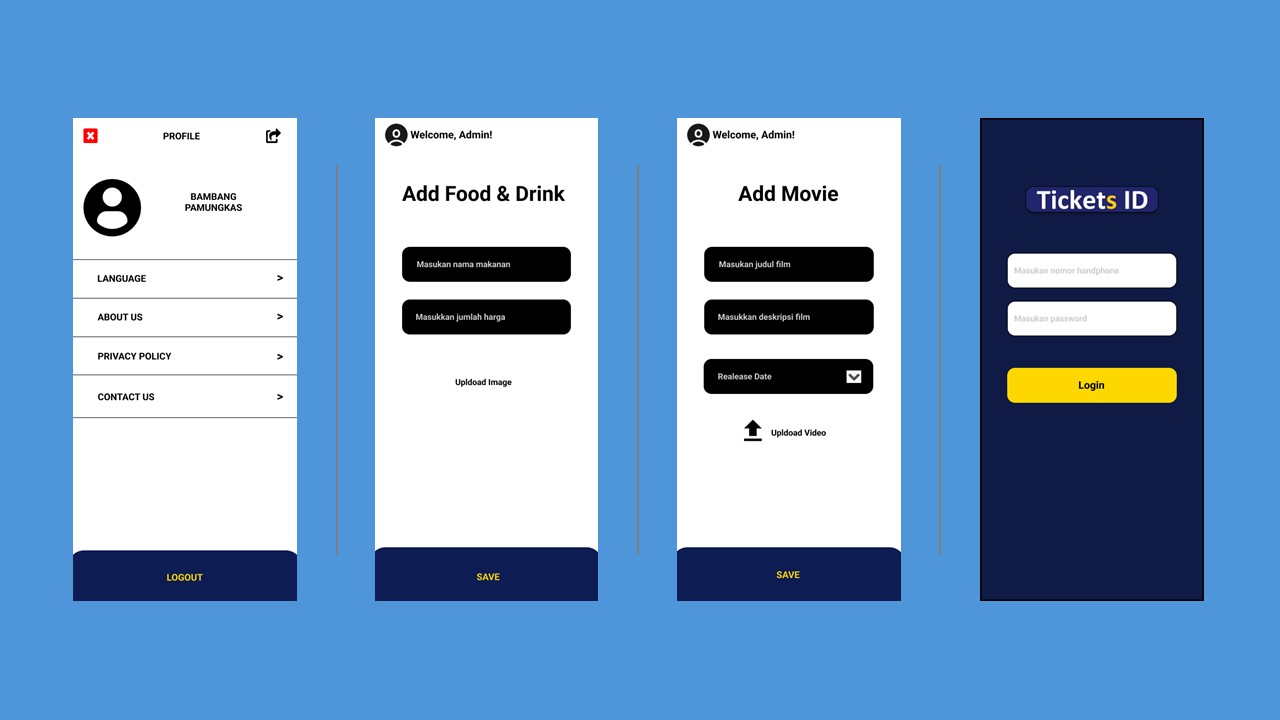 PROFILE
BAMBANG
PAMUNGKAS
LANGUAGE >
ABOUT US >
PRIVACY POLICY >
CONTACT US >
LOGOUT
Welcome, Admin!
Add Food & Drink
Masukan nama makanan
Masukkan jumlah harga
Upldoad Image
SAVE
Welcome, Admin!
Add Movie
Masukan judul film
Masukkan deskripsi film
Realease Date
Upldoad Video
SAVE
Tickets ID
Masukan nomor handphone
Masukan password
Login